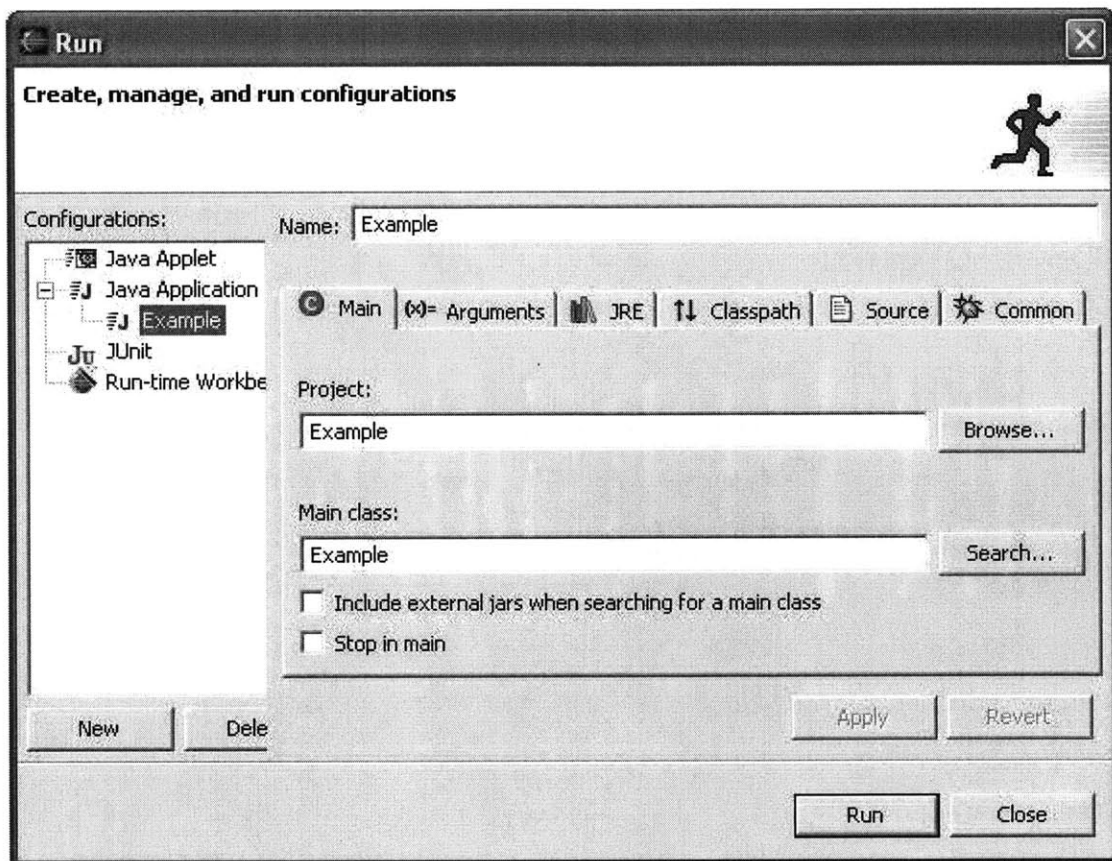 Run
Create, manage, and run configurations
Configurations:
Java Applet
Java Application
Example
JUnit
Run-time Workbe
New
Dele
Name: Example
Main
(x)= Arguments
JRE
Classpath
Source
Common
Project:
Example
Browse...
Main class:
Example
Search...
Include external jars when searching for a main class
Stop in main
Apply
Revert
Run
Close